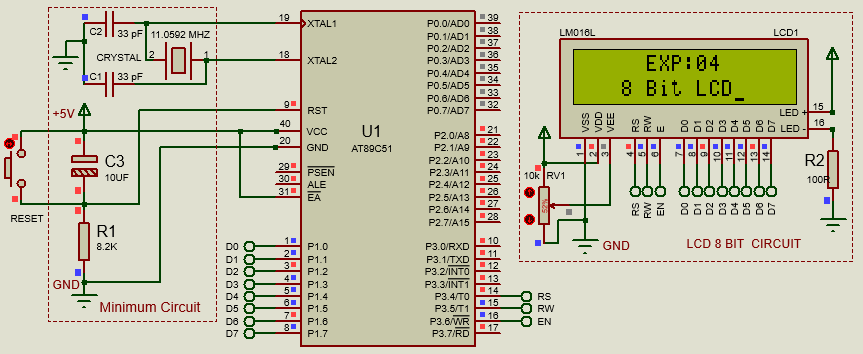 C2
33 pF
11.0592 MHZ
CRYSTAL
2
1
C1
33 pF
+5V
C3
10UF
RESET
R1
8.2K
GND
Minimum Circuit
19 XTAL1
18 XTAL2
9 RST
40 VCC
20 GND
29 PSEN
30 ALE
31 EA
U1
AT89C51
D0 1 P1.0
D1 2 P1.1
D2 3 P1.2
D3 4 P1.3
D4 5 P1.4
D5 6 P1.5
D6 7 P1.6
D7 8 P1.7
P0.0/AD0 39
P0.1/AD1 38
P0.2/AD2 37
P0.3/AD3 36
P0.4/AD4 35
P0.5/AD5 34
P0.6/AD6 33
P0.7/AD7 32
P2.0/A8 21
P2.1/A9 22
P2.2/A10 23
P2.3/A11 24
P2.4/A12 25
P2.5/A13 26
P2.6/A14 27
P2.7/A15 28
P3.0/RXD 10
P3.1/TXD 11
P3.2/INT0 12
P3.3/INT1 13
P3.4/T0 14 RS
P3.5/T1 15 RW
P3.6/WR 16 EN
P3.7/RD 17
LM016L
LCD1
EXP:04
8 Bit LCD_
LED + 15
LED - 16
VSS VDD VEE RS RW E D0 D1 D2 D3 D4 D5 D6 D7
1 2 3 4 5 6 7 8 9 10 11 12 13 14
10k RV1
52%
RS RW EN D0 D1 D2 D3 D4 D5 D6 D7
R2
100R
GND
LCD 8 BIT CIRCUIT